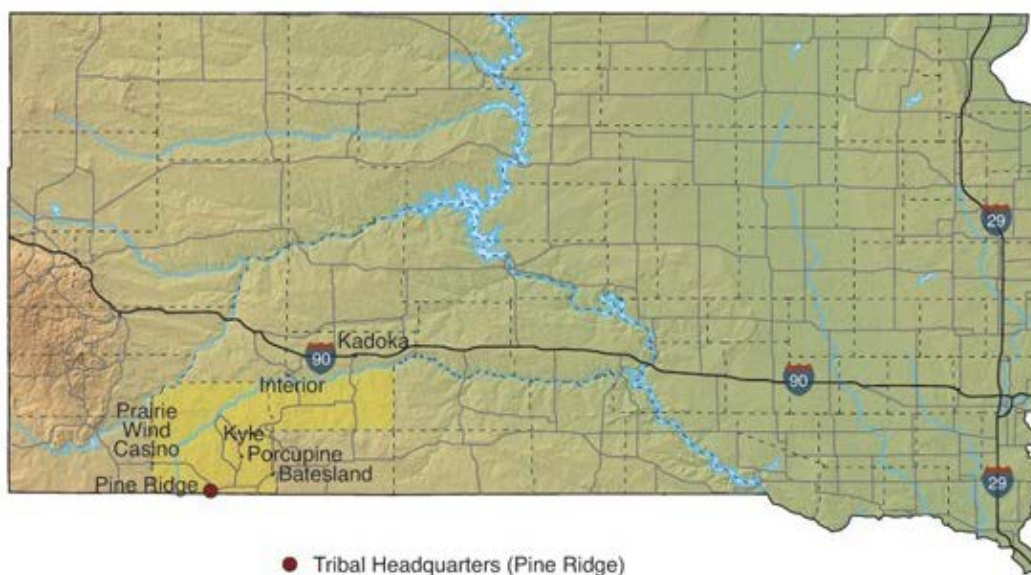 29
Kadoka
90
Interior
90
Prairie
Wind
Casino
Kyle
Porcupine
Batesland
Pine Ridge
29
Tribal Headquarters (Pine Ridge)